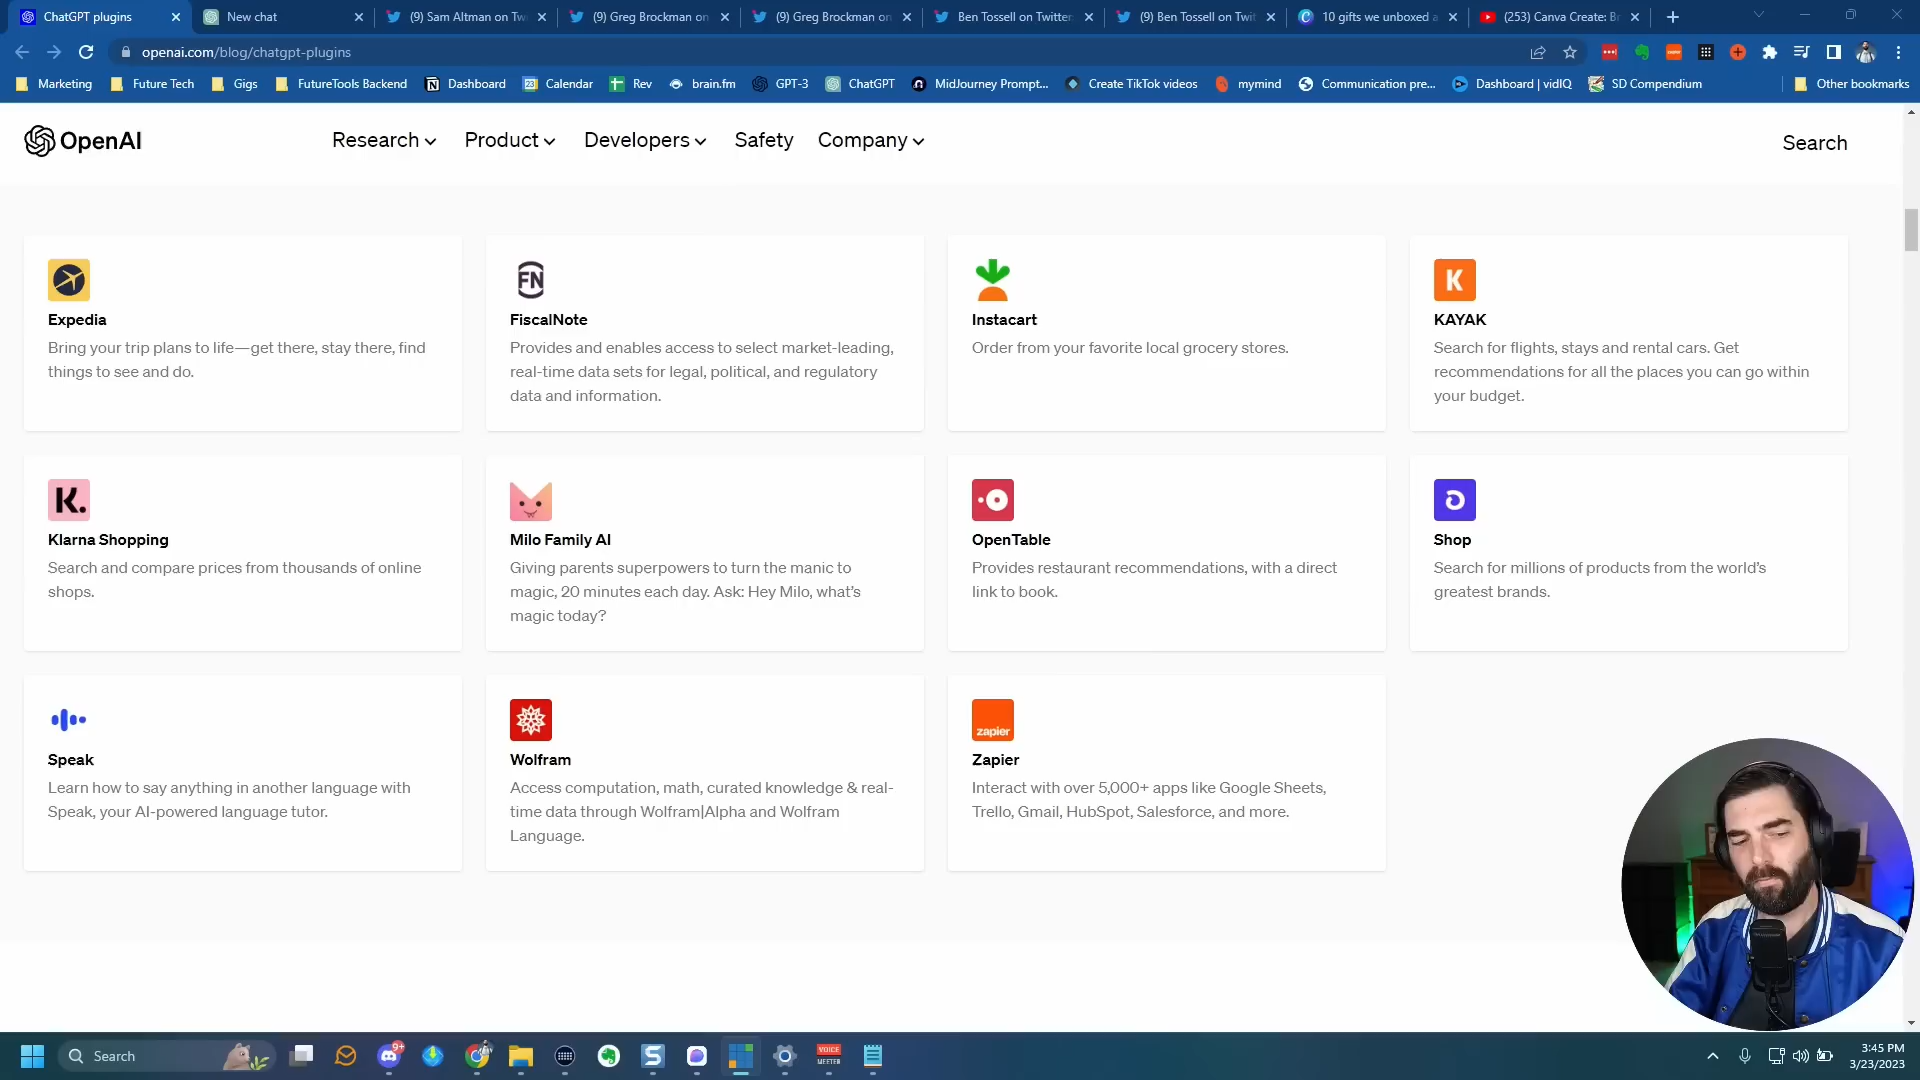 ChatGPT plugins
New chat
(9) Sam Altman on Tw
(9) Greg Brockman on
(9) Greg Brockman on
Ben Tossell on Twitter
(9) Ben Tossell on Twit
10 gifts we unboxed a
(253) Canva Create: Br
openai.com/blog/chatgpt-plugins
Marketing
Future Tech
Gigs
FutureTools Backend
Dashboard
Calendar
Rev
brain.fm
GPT-3
ChatGPT
MidJourney Prompt...
Create TikTok videos
mymind
Communication pre...
Dashboard | vidIQ
SD Compendium
Other bookmarks
OpenAI
Research
Product
Developers
Safety
Company
Search
FN
K
Expedia
FiscalNote
Instacart
KAYAK
Bring your trip plans to life—get there, stay there, find
things to see and do.
Provides and enables access to select market-leading,
real-time data sets for legal, political, and regulatory
data and information.
Order from your favorite local grocery stores.
Search for flights, stays and rental cars. Get
recommendations for all the places you can go within
your budget.
K.
Klarna Shopping
Milo Family AI
OpenTable
Shop
Search and compare prices from thousands of online
shops.
Giving parents superpowers to turn the manic to
magic, 20 minutes each day. Ask: Hey Milo, what's
magic today?
Provides restaurant recommendations, with a direct
link to book.
Search for millions of products from the world's
greatest brands.
zapier
Speak
Wolfram
Zapier
Learn how to say anything in another language with
Speak, your AI-powered language tutor.
Access computation, math, curated knowledge & real-
time data through Wolfram|Alpha and Wolfram
Language.
Interact with over 5,000+ apps like Google Sheets,
Trello, Gmail, HubSpot, Salesforce, and more.
Search
9+
VOICE
MEETER
3:45 PM
3/23/2023